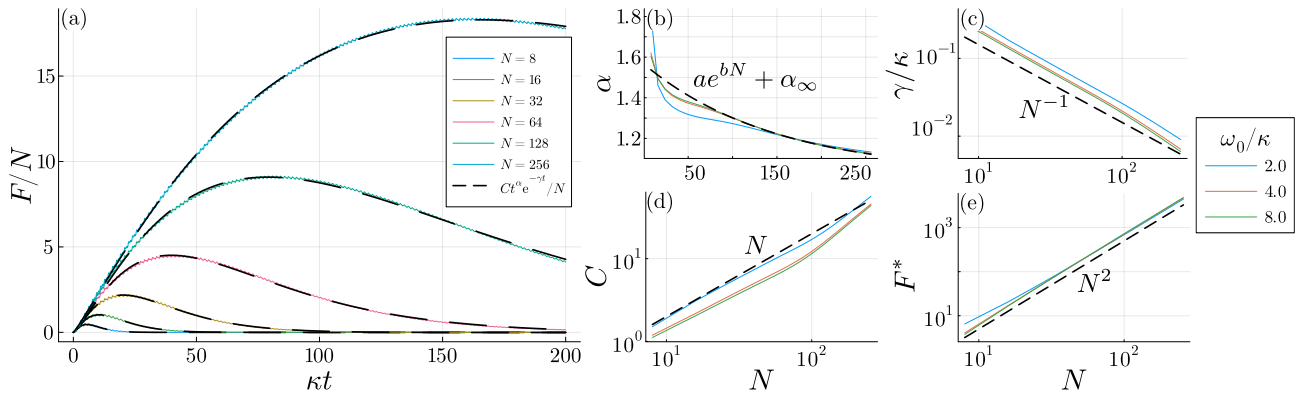 (a)
F/N
15
10
5
0
0
50
100
150
200
κt
N = 8
N = 16
N = 32
N = 64
N = 128
N = 256
Ct^α e^{−γt}/N
(b)
α
1.8
1.6
1.4
1.2
50
150
250
ae^{bN} + α_∞
(c)
γ/κ
10^{−1}
10^{−2}
10^1
10^2
N^{−1}
(d)
C
10^1
10^0
10^1
10^2
N
N
(e)
F*
10^3
10^1
10^1
10^2
N
N^2
ω_0/κ
2.0
4.0
8.0